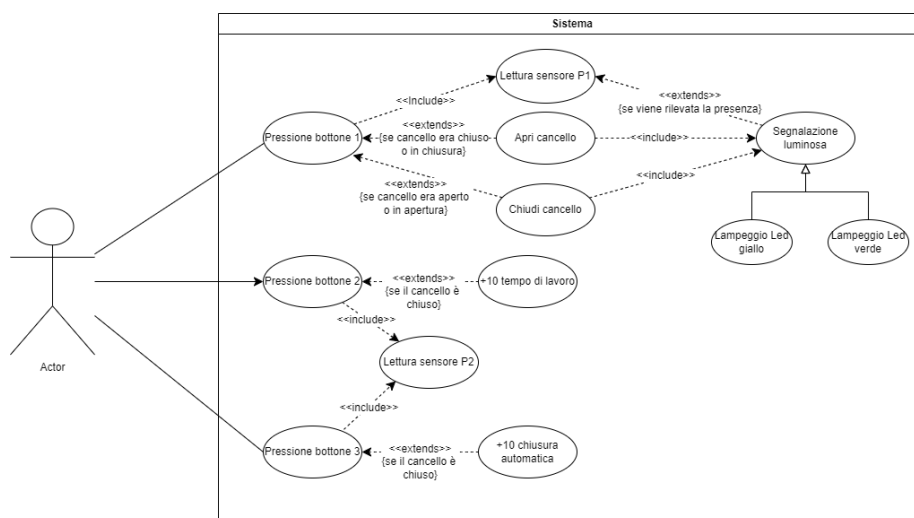 Sistema
Lettura sensore P1
<<Include>>
<<extends>>
{se viene rilevata la presenza}
Pressione bottone 1
<<extends>>
{se cancello era chiuso
o in chiusura}
Apri cancello
<<include>>
Segnalazione
luminosa
<<extends>>
{se cancello era aperto
o in apertura}
<<include>>
Chiudi cancello
Lampeggio Led
giallo
Lampeggio Led
verde
Pressione bottone 2
<<extends>>
{se il cancello è
chiuso}
+10 tempo di lavoro
<<include>>
Lettura sensore P2
Actor
<<include>>
Pressione bottone 3
<<extends>>
{se il cancello è
chiuso}
+10 chiusura
automatica